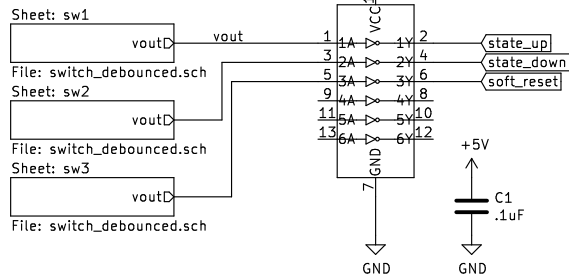 Sheet: sw1
vout
File: switch_debounced.sch
Sheet: sw2
vout
File: switch_debounced.sch
Sheet: sw3
vout
File: switch_debounced.sch
vout
VCC
1 1A 1Y 2
3 2A 2Y 4
5 3A 3Y 6
9 4A 4Y 8
11 5A 5Y 10
13 6A 6Y 12
GND
7
GND
state_up
state_down
soft_reset
+5V
C1
.1uF
GND